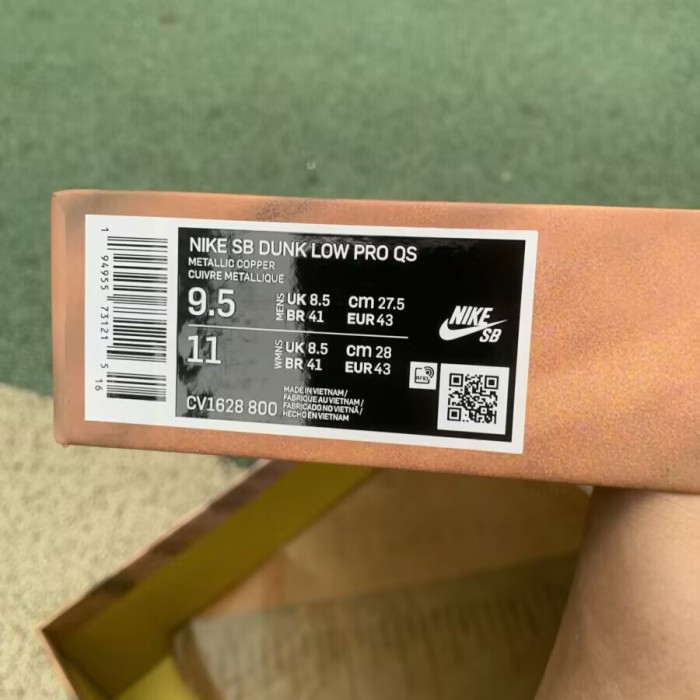 NIKE SB DUNK LOW PRO QS
METALLIC COPPER
CUIVRE METALLIQUE
9.5
MENS
UK 8.5 cm 27.5
BR 41 EUR 43
11
WMNS
UK 8.5 cm 28
BR 41 EUR 43
CV1628 800
MADE IN VIETNAM/
FABRIQUE AU VIETNAM/
FABRICADO NO VIETNÃ/
HECHO EN VIETNAM
NIKE
SB
RFID
1 94955 73121 5 16